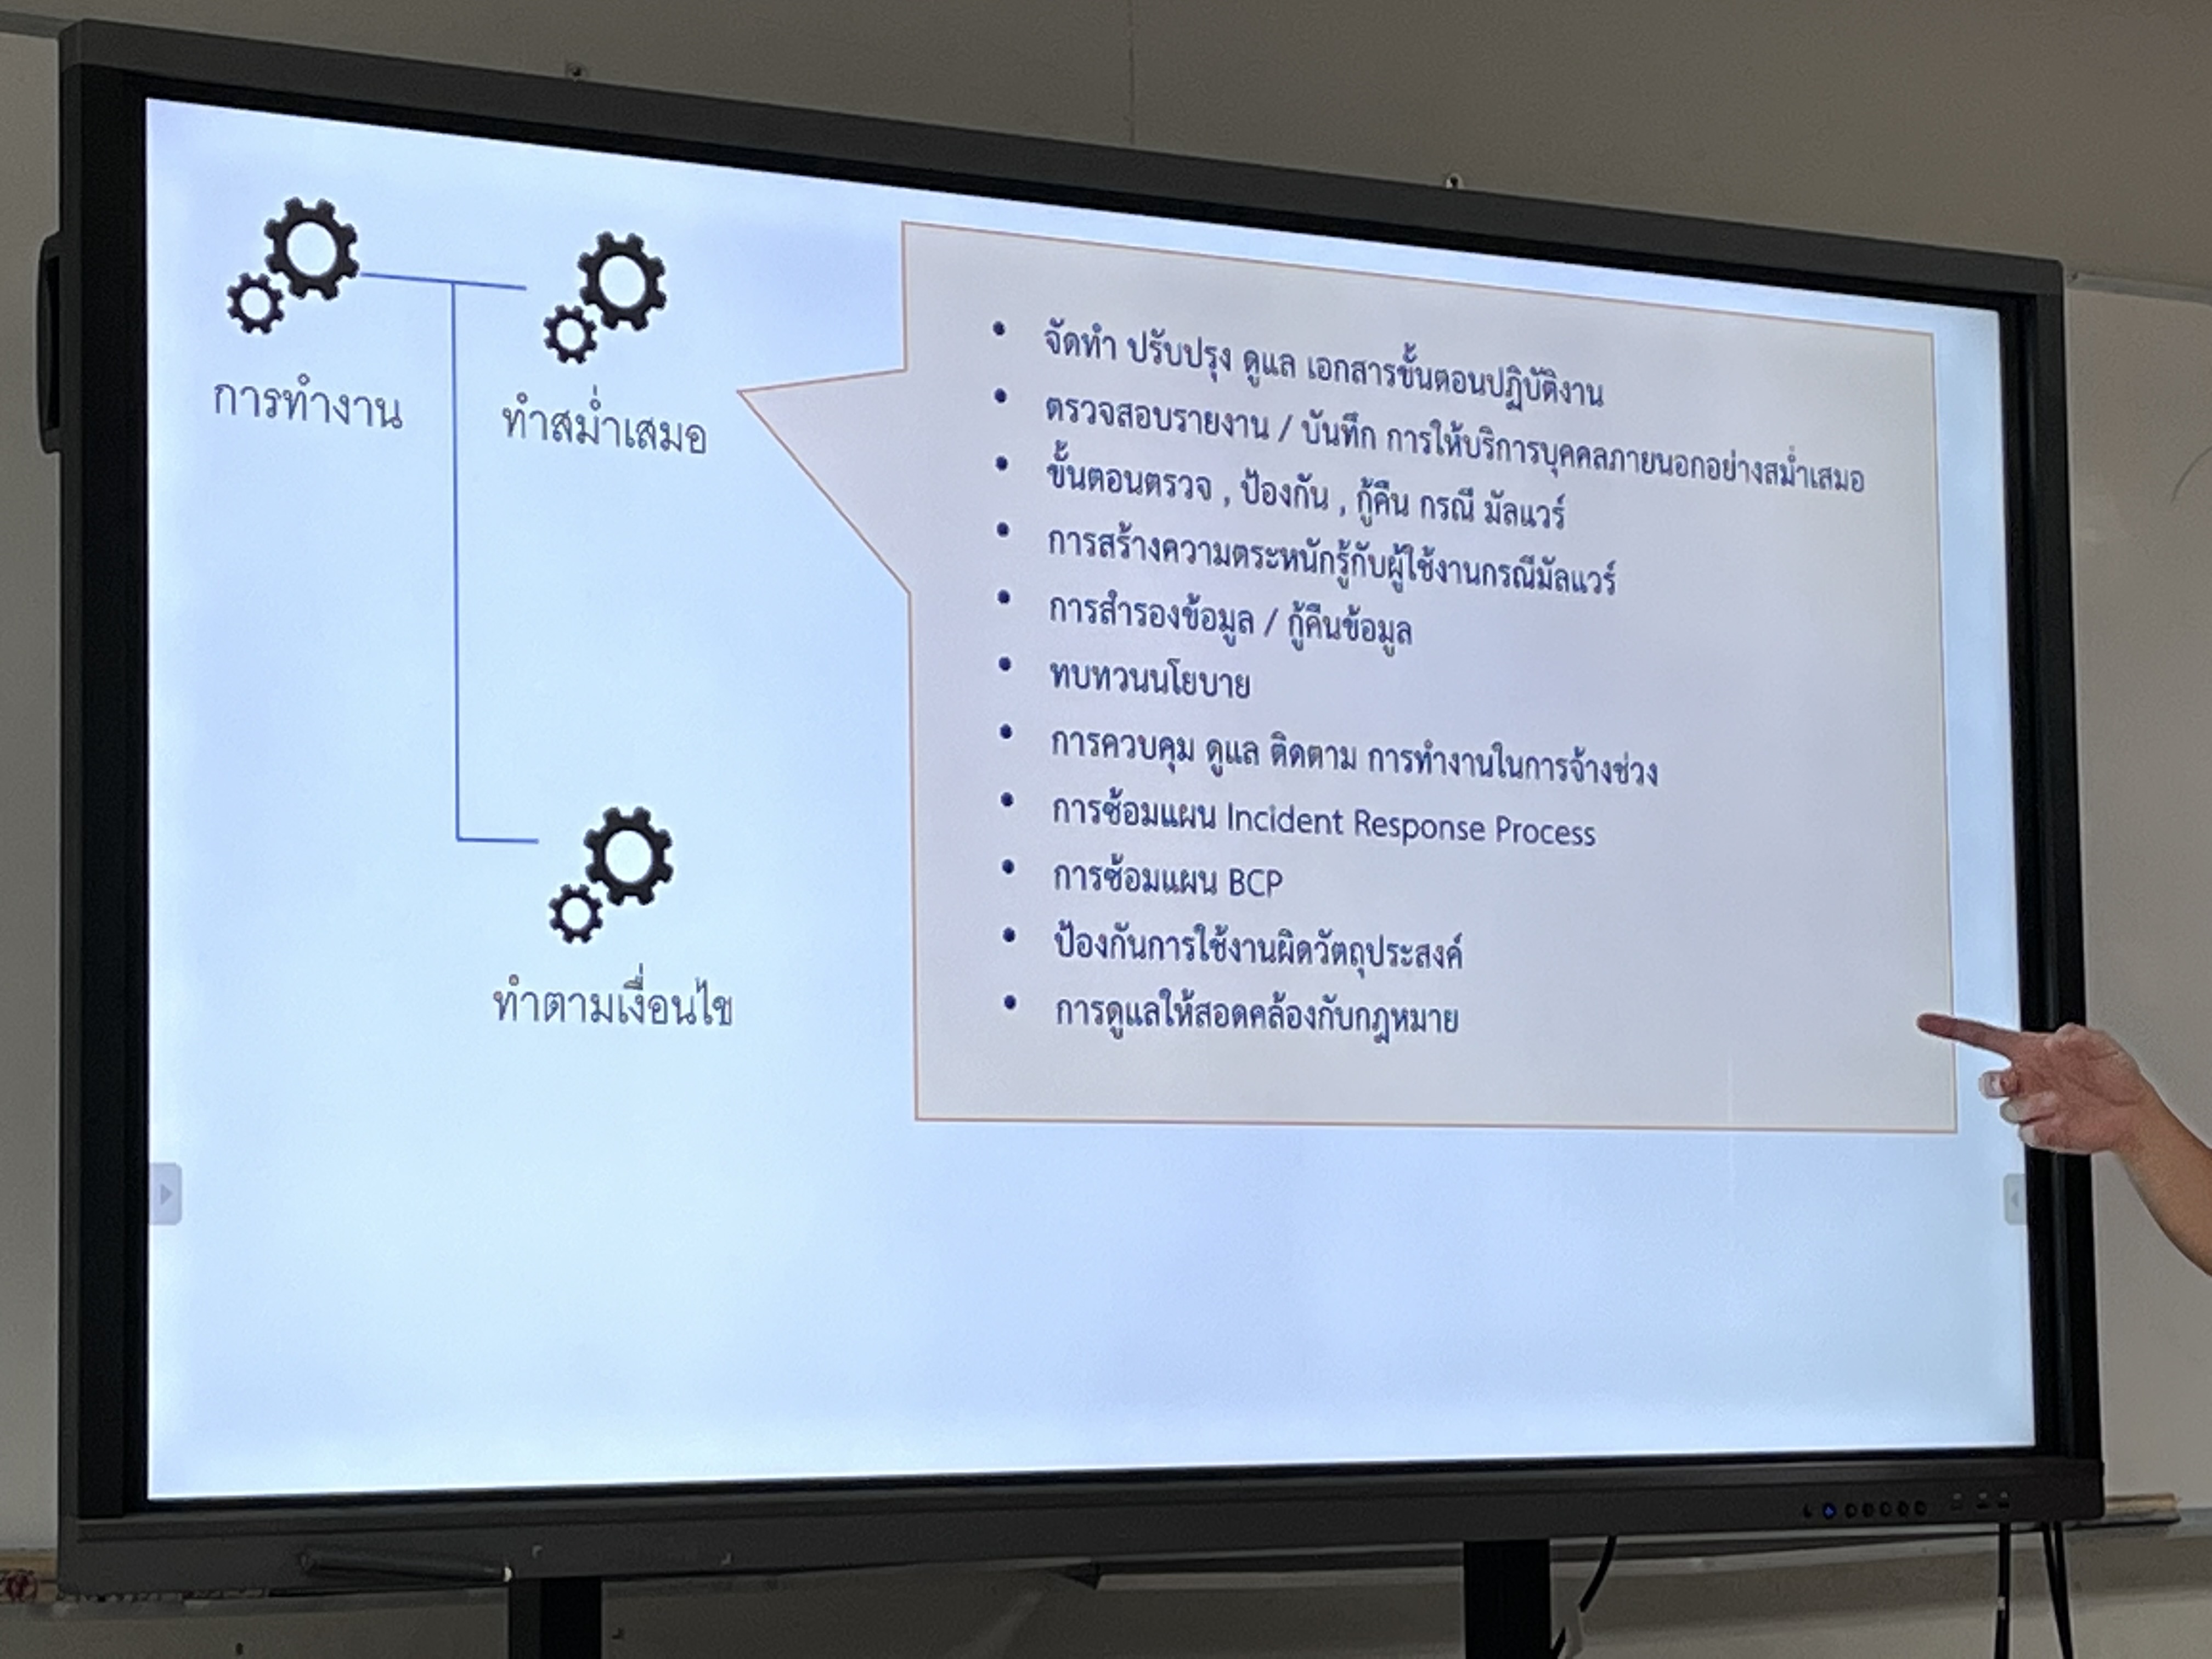 การทำงาน
ทำสม่ำเสมอ
• จัดทำ ปรับปรุง ดูแล เอกสารขั้นตอนปฏิบัติงาน
• ตรวจสอบรายงาน / บันทึก การให้บริการบุคคลภายนอกอย่างสม่ำเสมอ
• ขั้นตอนตรวจ , ป้องกัน , กู้คืน กรณี มัลแวร์
• การสร้างความตระหนักรู้กับผู้ใช้งานกรณีมัลแวร์
• การสำรองข้อมูล / กู้คืนข้อมูล
• ทบทวนนโยบาย
• การควบคุม ดูแล ติดตาม การทำงานในการจ้างช่วง
• การซ้อมแผน Incident Response Process
• การซ้อมแผน BCP
• ป้องกันการใช้งานผิดวัตถุประสงค์
• การดูแลให้สอดคล้องกับกฎหมาย
ทำตามเงื่อนไข